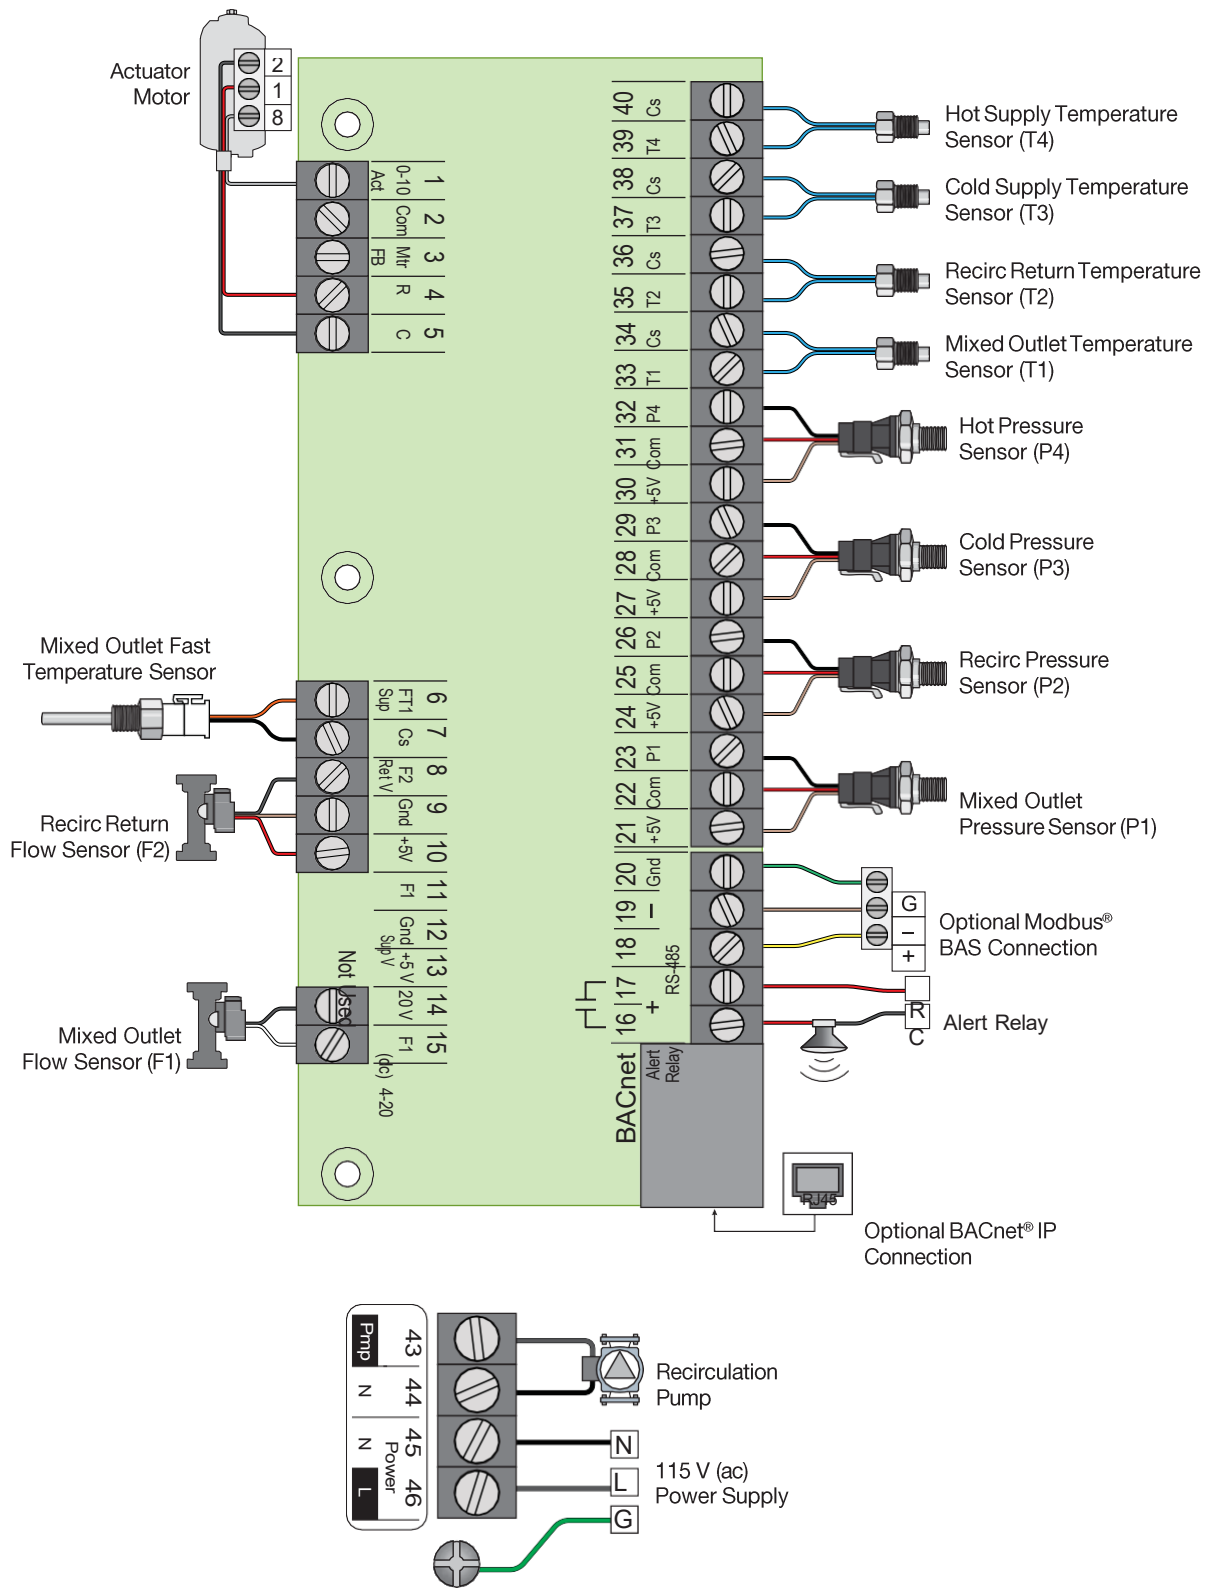 Actuator
Motor
2
1
8
1
0-10
Act
2
Com
3
Mtr
FB
4
R
5
C
Mixed Outlet Fast
Temperature Sensor
6
FT1
Sup
7
Cs
Recirc Return
Flow Sensor (F2)
8
F2
Ret V
9
Gnd
10
+5V
11
F1
12
Gnd
Sup V
13
+5 V
Not Used
Mixed Outlet
Flow Sensor (F1)
14
20 V
15
F1
(dc) 4-20
40
Cs
39
T4
38
Cs
37
T3
36
Cs
35
T2
34
Cs
33
T1
32
P4
31
Com
30
+5V
29
P3
28
Com
27
+5V
26
P2
25
Com
24
+5V
23
P1
22
Com
21
+5V
20
Gnd
19
–
18
RS-485
17
+
16
BACnet
Alert
Relay
Hot Supply Temperature
Sensor (T4)
Cold Supply Temperature
Sensor (T3)
Recirc Return Temperature
Sensor (T2)
Mixed Outlet Temperature
Sensor (T1)
Hot Pressure
Sensor (P4)
Cold Pressure
Sensor (P3)
Recirc Pressure
Sensor (P2)
Mixed Outlet
Pressure Sensor (P1)
G
–
+
Optional Modbus®
BAS Connection
R
C
Alert Relay
RJ45
Optional BACnet® IP
Connection
43
Pmp
44
N
45
N
Power
46
L
Recirculation
Pump
N
L
G
115 V (ac)
Power Supply